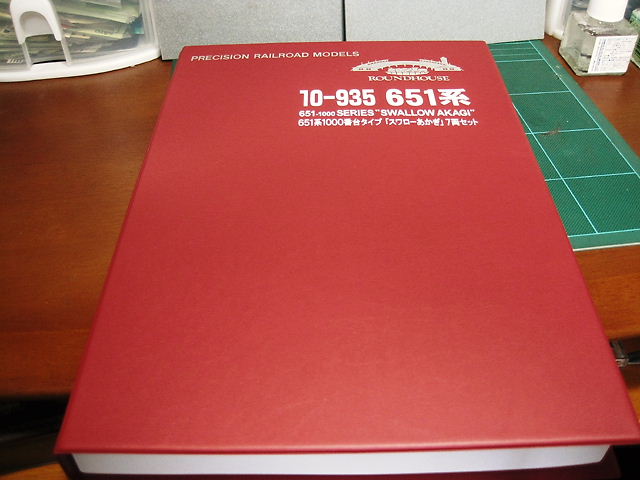 PRECISION RAILROAD MODELS
ROUNDHOUSE
10-935 651系
651-1000 SERIES "SWALLOW AKAGI"
651系1000番台タイプ「スワローあかぎ」7両セット